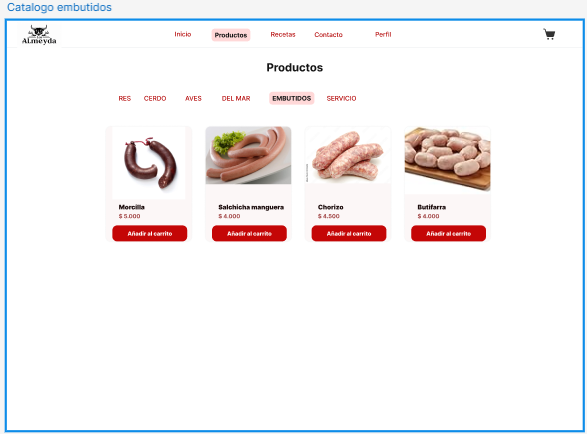 Catalogo embutidos
ALmeyda
Inicio Productos Recetas Contacto Perfil
Productos
RES CERDO AVES DEL MAR EMBUTIDOS SERVICIO
Morcilla Salchicha manguera Chorizo Butifarra
$ 5.000 $ 4.000 $ 4.500 $ 4.000
Añadir al carrito Añadir al carrito Añadir al carrito Añadir al carrito